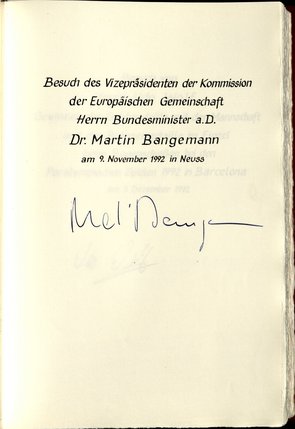 Besuch des Vizepräsidenten der Kommission
der Europäischen Gemeinschaft
Herrn Bundesminister a.D.
Dr. Martin Bangemann
am 9. November 1992 in Neuss